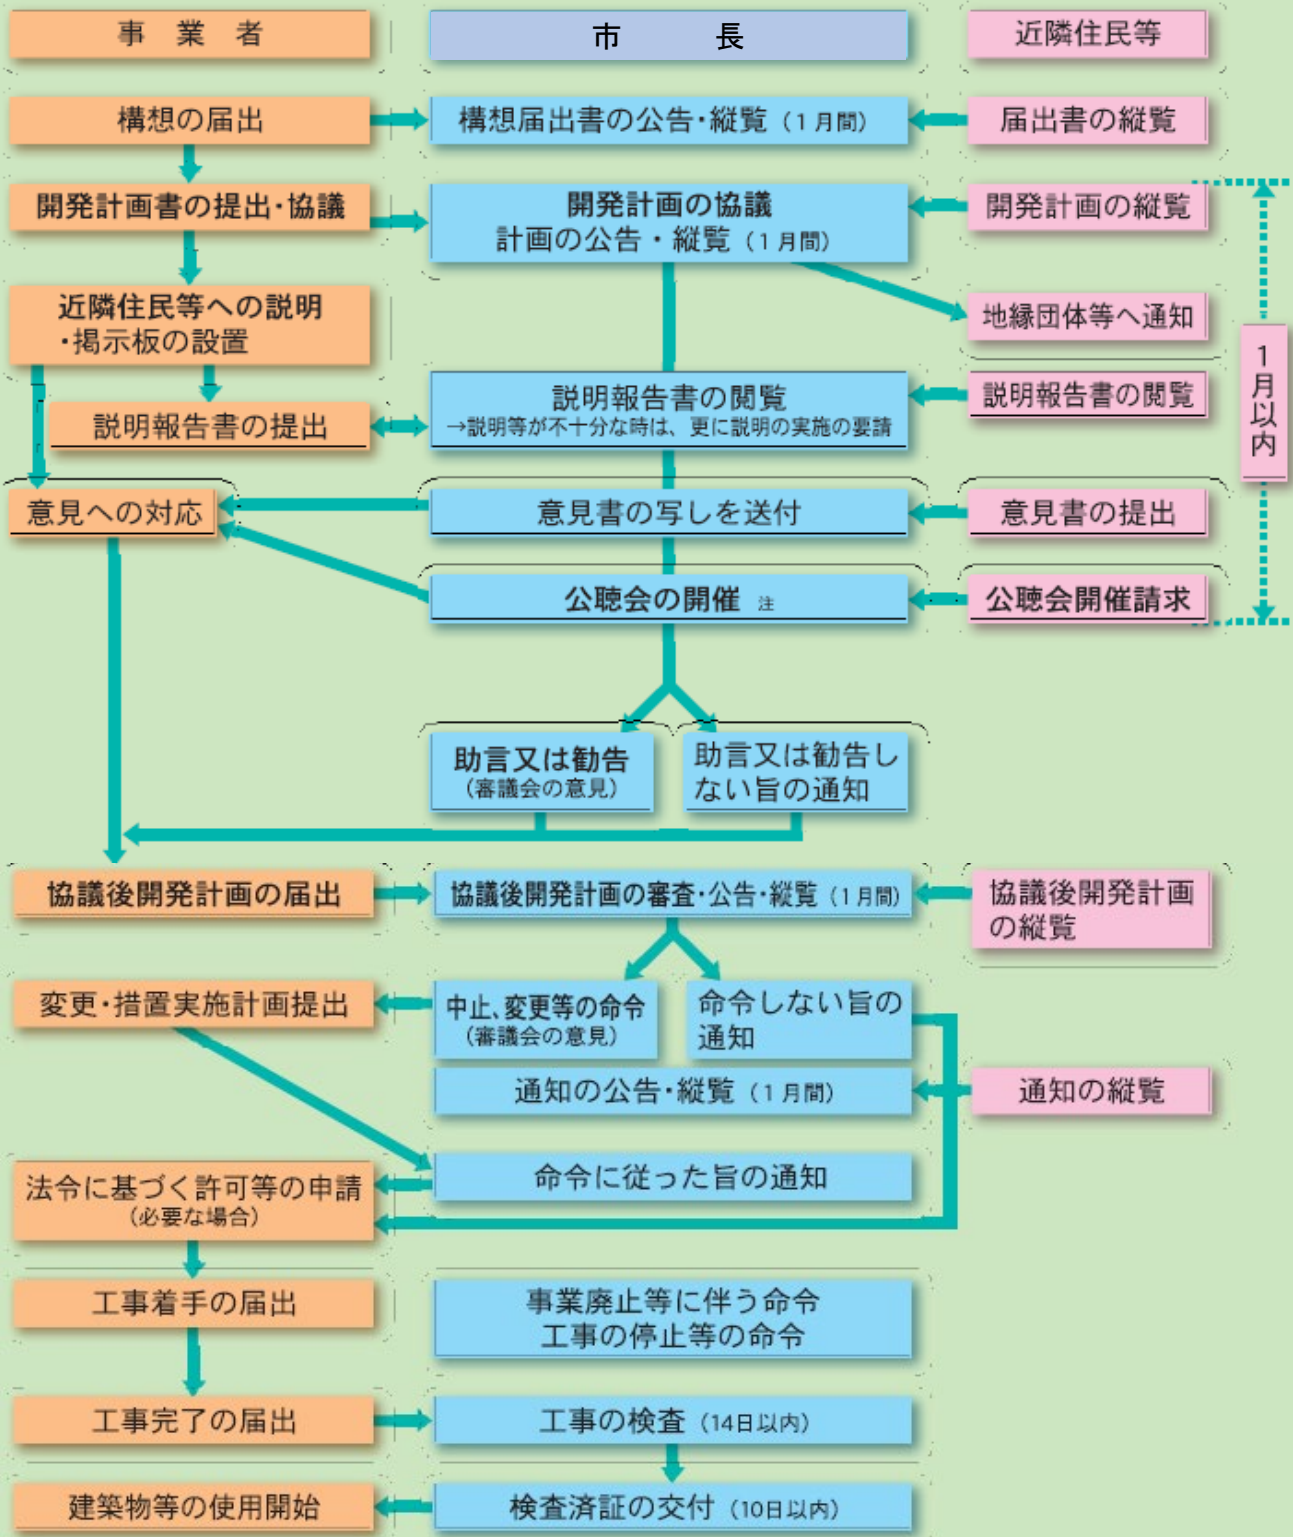 事業者
市長
近隣住民等
構想の届出
構想届出書の公告・縦覧（1月間）
届出書の縦覧
開発計画書の提出・協議
開発計画の協議
計画の公告・縦覧（1月間）
開発計画の縦覧
近隣住民等への説明
・掲示板の設置
地縁団体等へ通知
1月以内
説明報告書の提出
説明報告書の閲覧
→説明等が不十分な時は、更に説明の実施の要請
説明報告書の閲覧
意見への対応
意見書の写しを送付
意見書の提出
公聴会の開催 注
公聴会開催請求
助言又は勧告
（審議会の意見）
助言又は勧告し
ない旨の通知
協議後開発計画の届出
協議後開発計画の審査・公告・縦覧（1月間）
協議後開発計画
の縦覧
変更・措置実施計画提出
中止、変更等の命令
（審議会の意見）
命令しない旨の
通知
通知の公告・縦覧（1月間）
通知の縦覧
命令に従った旨の通知
法令に基づく許可等の申請
（必要な場合）
工事着手の届出
事業廃止等に伴う命令
工事の停止等の命令
工事完了の届出
工事の検査（14日以内）
建築物等の使用開始
検査済証の交付（10日以内）